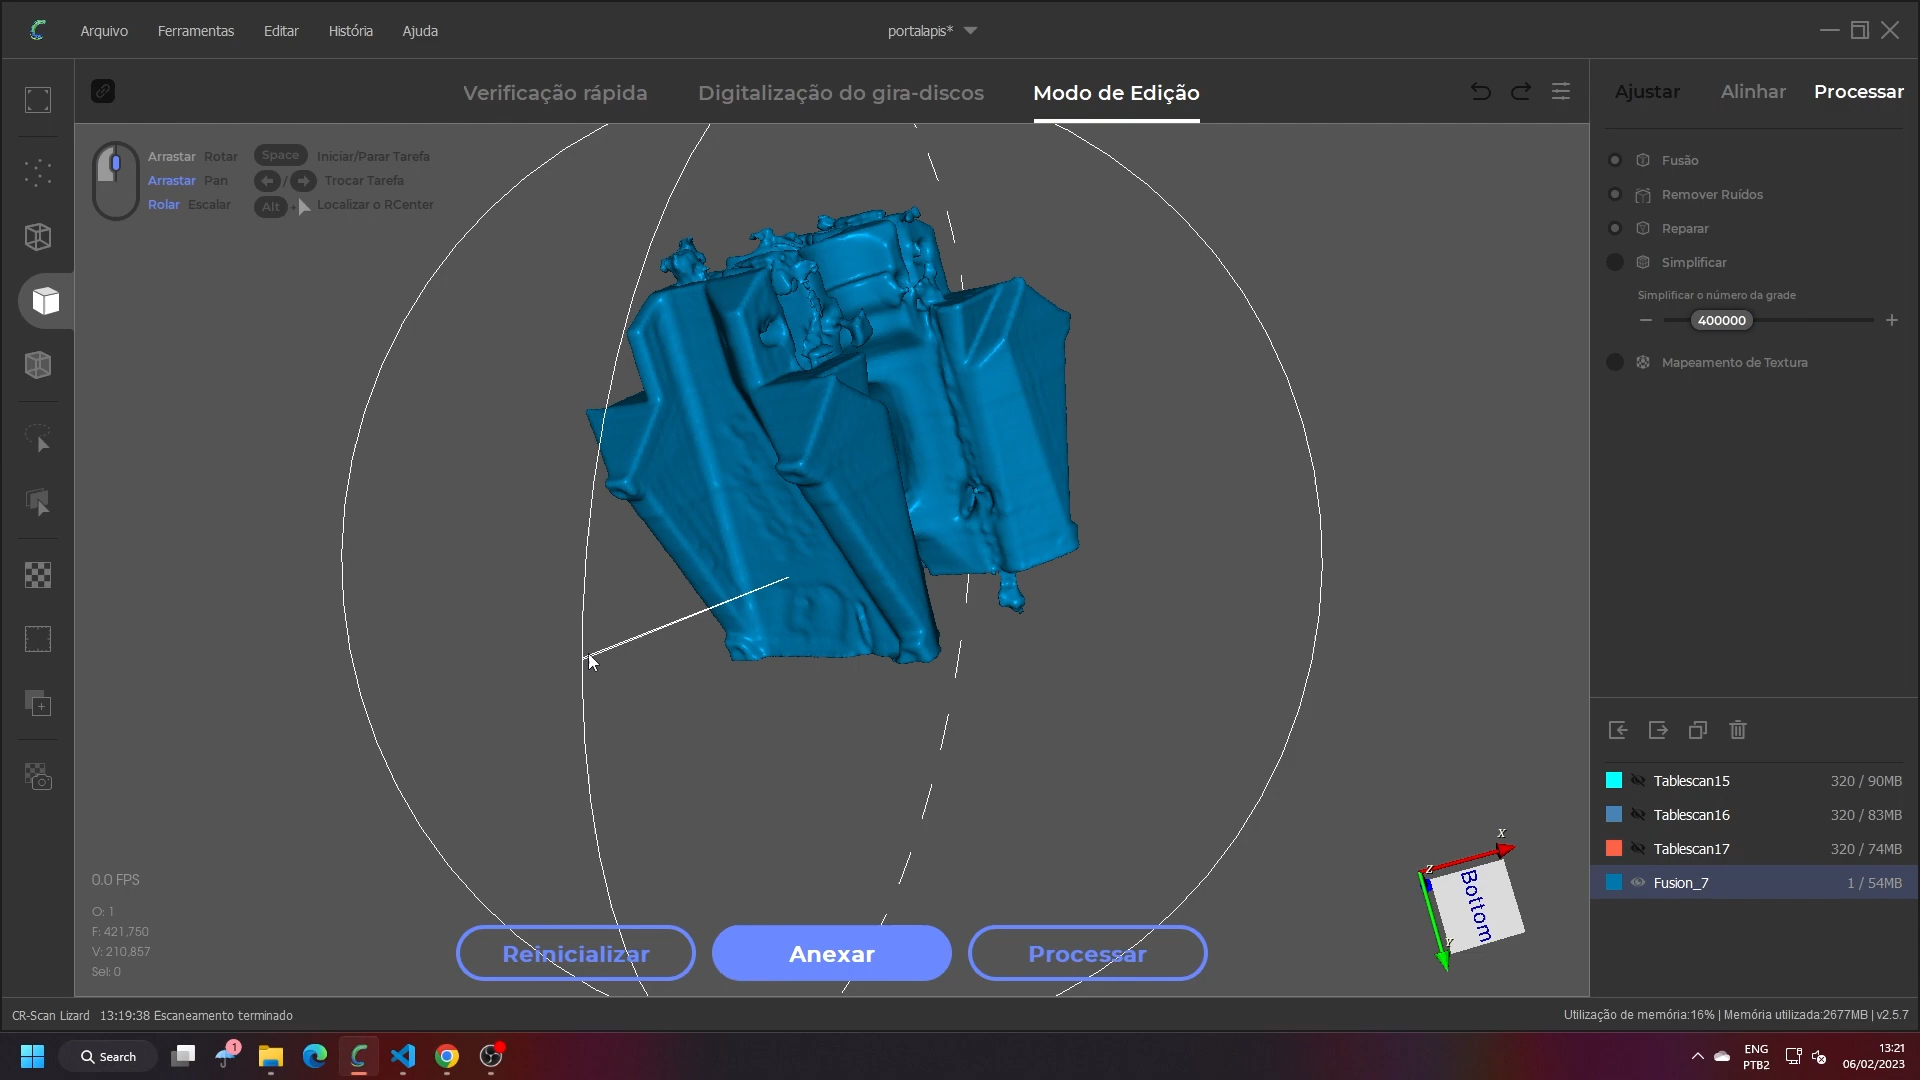 Arquivo Ferramentas Editar História Ajuda portalapis*
Verificação rápida Digitalização do gira-discos Modo de Edição
Ajustar Alinhar Processar
Arrastar Rotar Space Iniciar/Parar Tarefa
Arrastar Pan / Trocar Tarefa
Rolar Escalar Alt + Localizar o RCenter
Fusão
Remover Ruídos
Reparar
Simplificar
Simplificar o número da grade
400000
Mapeamento de Textura
Tablescan15 320 / 90MB
Tablescan16 320 / 83MB
Tablescan17 320 / 74MB
Fusion_7 1 / 54MB
X
Z
Y
Bottom
0.0 FPS
O: 1
F: 421,750
V: 210,857
Sel: 0
Reinicializar Anexar Processar
CR-Scan Lizard 13:19:38 Escaneamento terminado
Utilização de memória:16% | Memória utilizada:2677MB | v2.5.7
Search
1
ENG
PTB2
13:21
06/02/2023